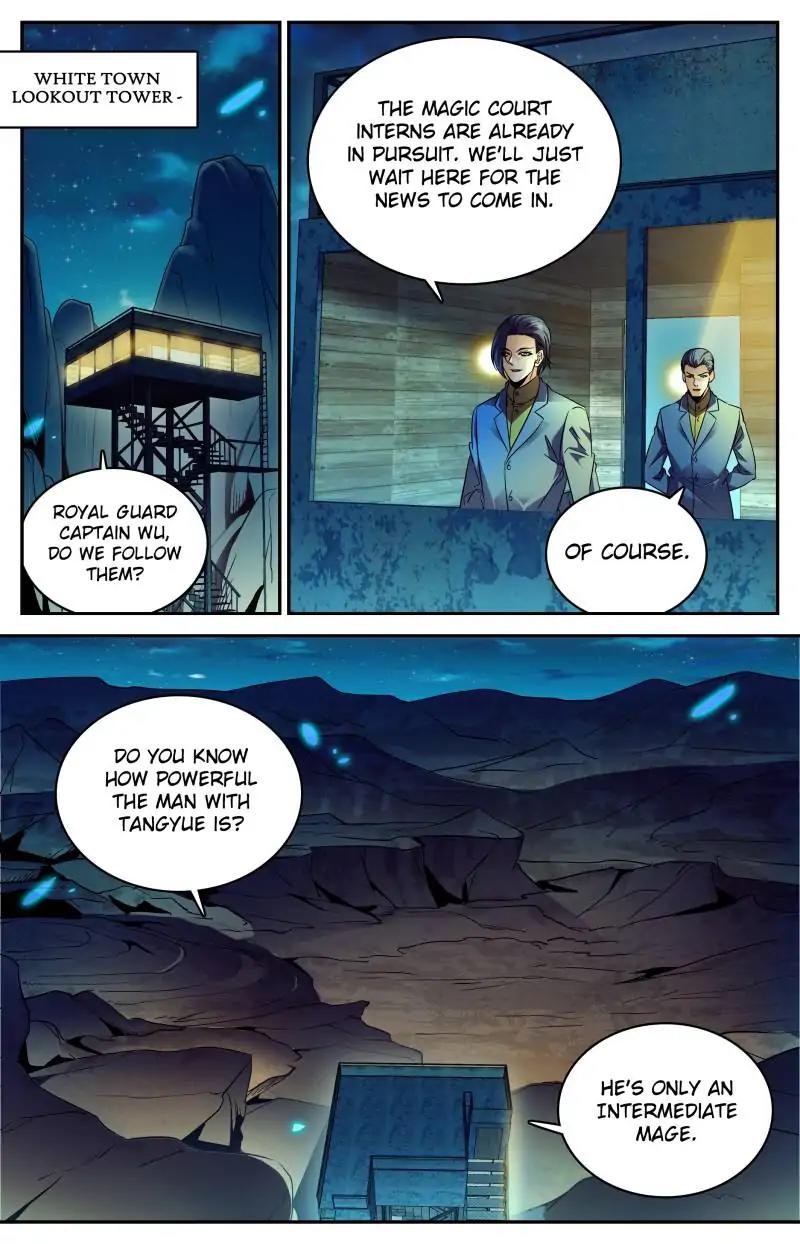 WHITE TOWN
LOOKOUT TOWER -
ROYAL GUARD
CAPTAIN WU,
DO WE FOLLOW
THEM?
THE MAGIC COURT
INTERNS ARE ALREADY
IN PURSUIT. WE'LL JUST
WAIT HERE FOR THE
NEWS TO COME IN.
OF COURSE.
DO YOU KNOW
HOW POWERFUL
THE MAN WITH
TANGYUE IS?
HE'S ONLY AN
INTERMEDIATE
MAGE.